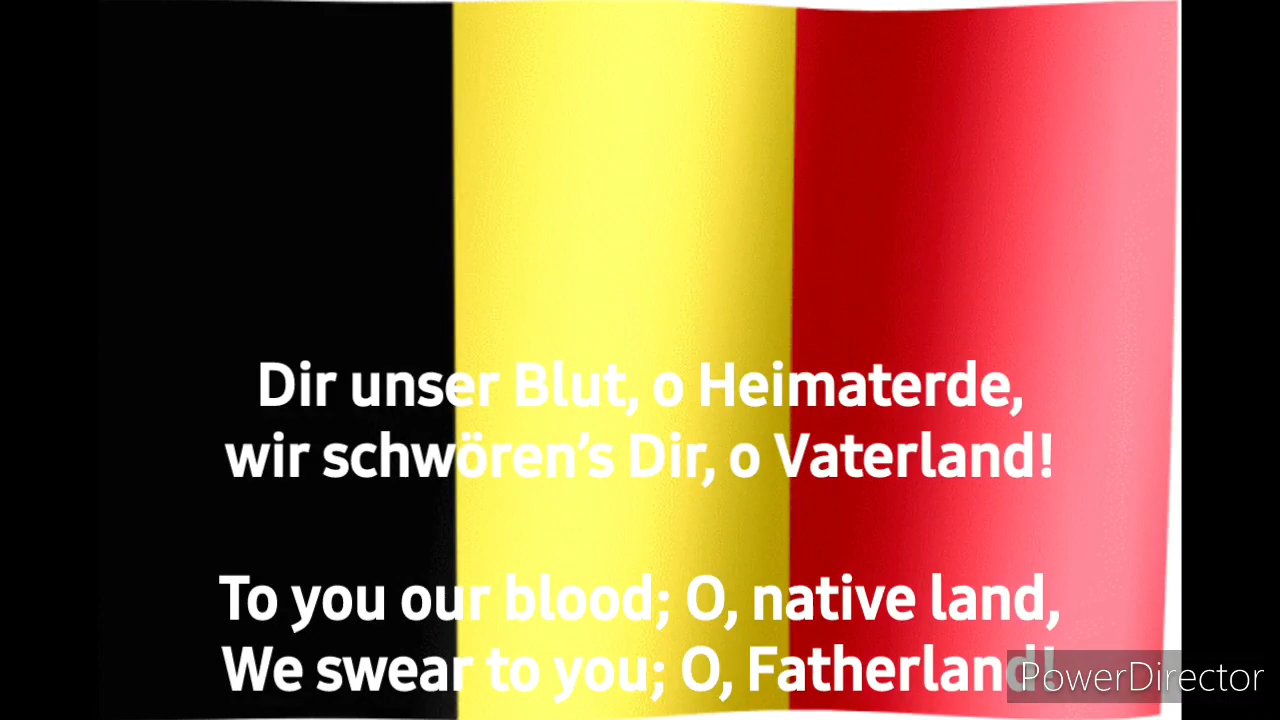 Dir unser Blut, o Heimaterde,
wir schwören’s Dir, o Vaterland!
To you our blood; O, native land,
We swear to you; O, Fatherland!
PowerDirector